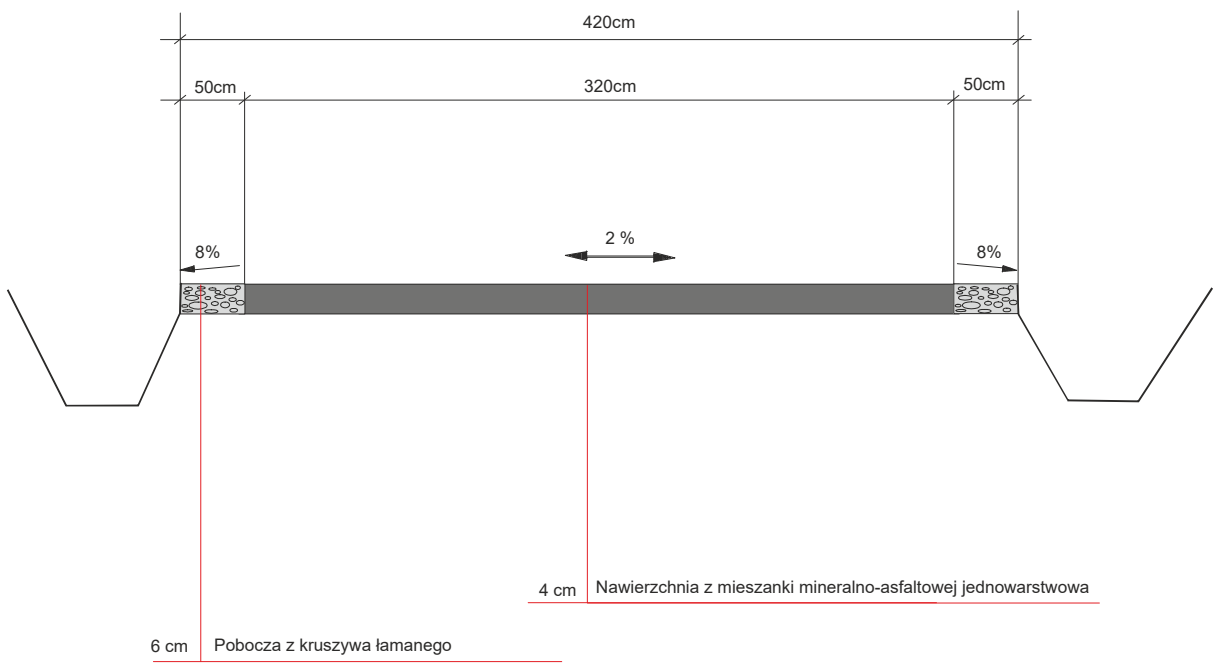 420cm
50cm
320cm
50cm
8%
2 %
8%
4 cm Nawierzchnia z mieszanki mineralno-asfaltowej jednowarstwowa
6 cm Pobocza z kruszywa łamanego